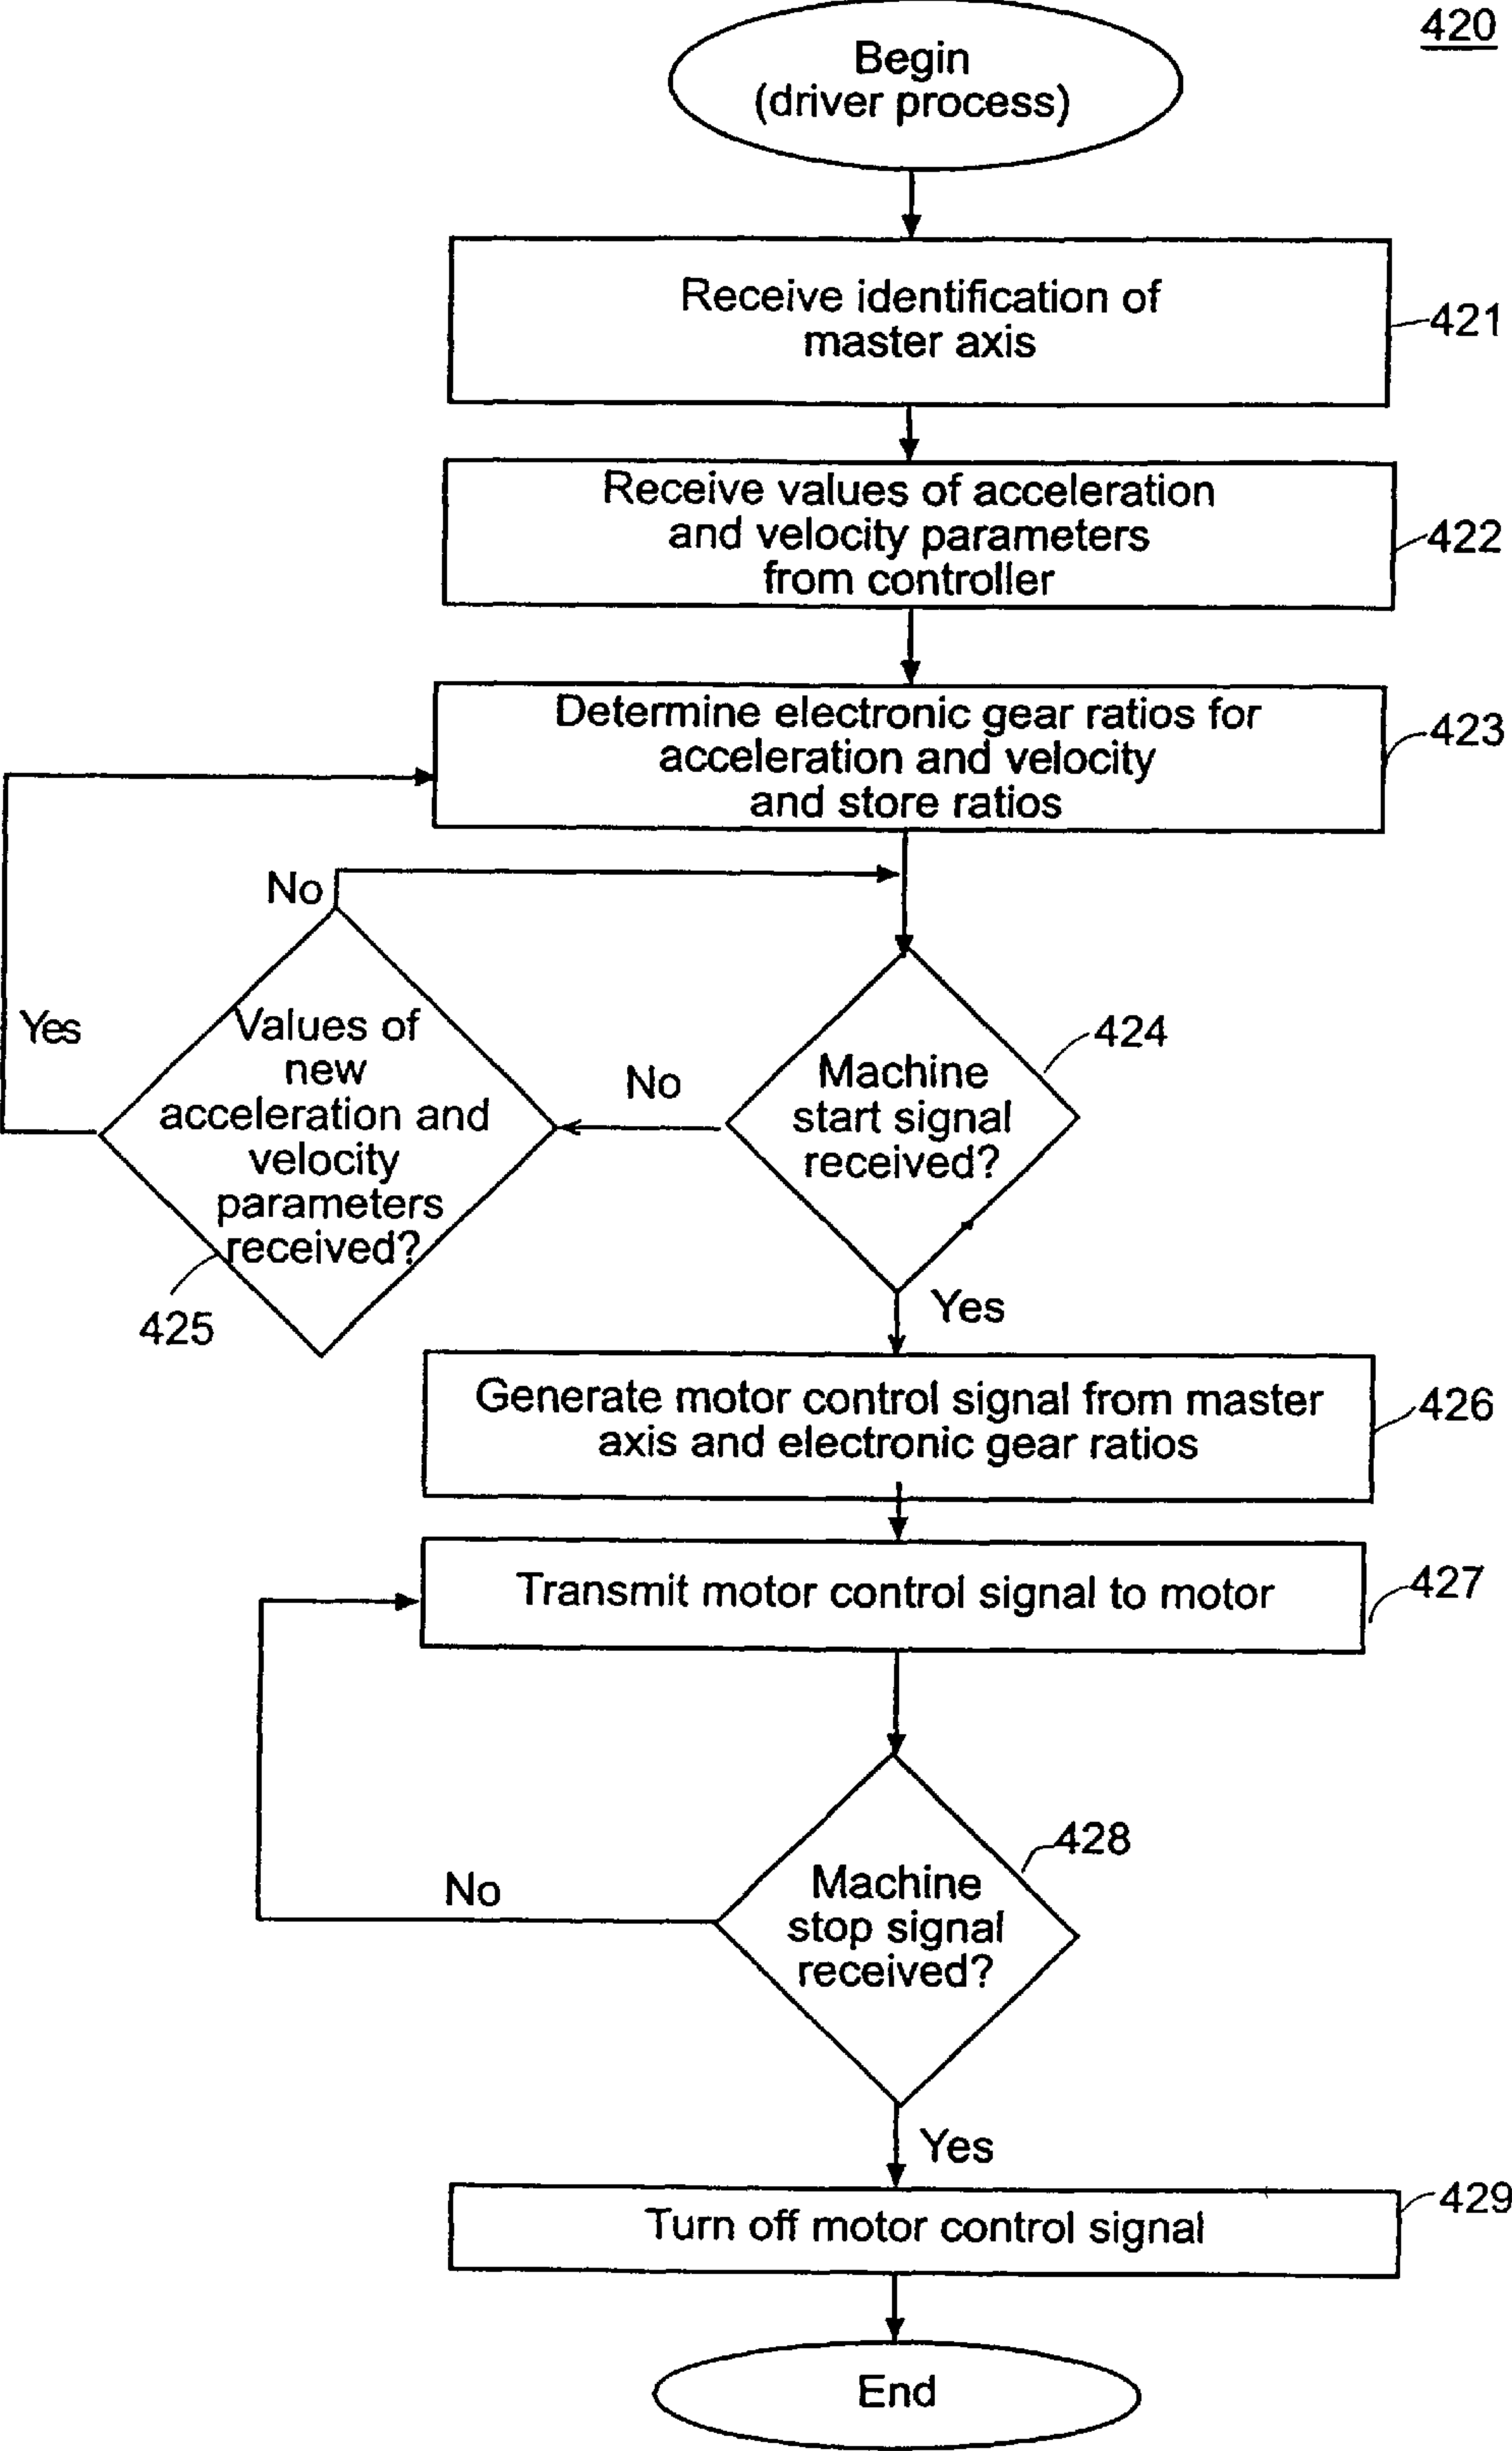 420
Begin
(driver process)
Receive identification of
master axis
421
Receive values of acceleration
and velocity parameters
from controller
422
Determine electronic gear ratios for
acceleration and velocity
and store ratios
423
No
Yes
Values of
new
acceleration and
velocity
parameters
received?
425
No
Machine
start signal
received?
424
Yes
Generate motor control signal from master
axis and electronic gear ratios
426
Transmit motor control signal to motor
427
No
Machine
stop signal
received?
428
Yes
Turn off motor control signal
429
End